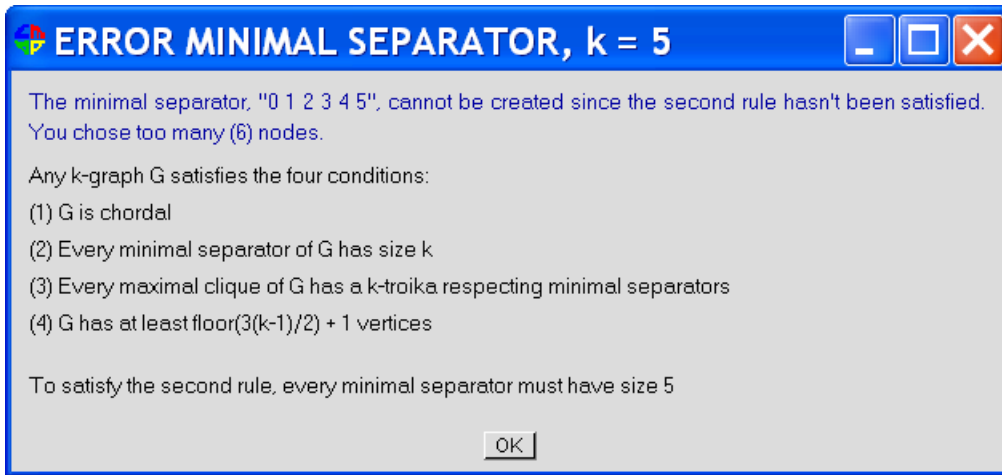 ERROR MINIMAL SEPARATOR, k = 5
The minimal separator, "0 1 2 3 4 5", cannot be created since the second rule hasn't been satisfied.
You chose too many (6) nodes.
Any k-graph G satisfies the four conditions:
(1) G is chordal
(2) Every minimal separator of G has size k
(3) Every maximal clique of G has a k-troika respecting minimal separators
(4) G has at least floor(3(k-1)/2) + 1 vertices
To satisfy the second rule, every minimal separator must have size 5
OK